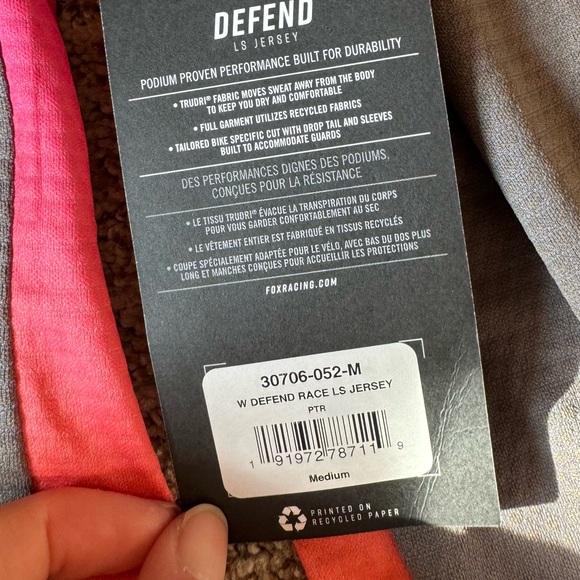 DEFEND
LS JERSEY
PODIUM PROVEN PERFORMANCE BUILT FOR DURABILITY
• TRUDRI® FABRIC MOVES SWEAT AWAY FROM THE BODY
TO KEEP YOU DRY AND COMFORTABLE
• FULL GARMENT UTILIZES RECYCLED FABRICS
• TAILORED BIKE SPECIFIC CUT WITH DROP TAIL AND SLEEVES
BUILT TO ACCOMMODATE GUARDS
DES PERFORMANCES DIGNES DES PODIUMS,
CONÇUES POUR LA RÉSISTANCE
• LE TISSU TRUDRI® ÉVACUE LA TRANSPIRATION DU CORPS
POUR VOUS GARDER CONFORTABLEMENT AU SEC
• LE VÊTEMENT ENTIER EST FABRIQUÉ EN TISSUS RECYCLÉS
• COUPE SPÉCIALEMENT ADAPTÉE POUR LE VÉLO, AVEC BAS DU DOS PLUS
LONG ET MANCHES CONÇUES POUR ACCUEILLIR LES PROTECTIONS
FOXRACING.COM
30706-052-M
W DEFEND RACE LS JERSEY
PTR
1 91972 78711 9
Medium
PRINTED ON
RECYCLED PAPER